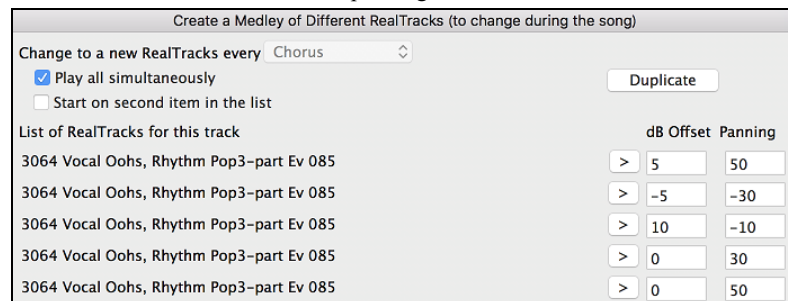 Create a Medley of Different RealTracks (to change during the song)
Change to a new RealTracks every Chorus
Play all simultaneously Duplicate
Start on second item in the list
List of RealTracks for this track dB Offset Panning
3064 Vocal Oohs, Rhythm Pop3-part Ev 085 > 5 50
3064 Vocal Oohs, Rhythm Pop3-part Ev 085 > -5 -30
3064 Vocal Oohs, Rhythm Pop3-part Ev 085 > 10 -10
3064 Vocal Oohs, Rhythm Pop3-part Ev 085 > 0 30
3064 Vocal Oohs, Rhythm Pop3-part Ev 085 > 0 50